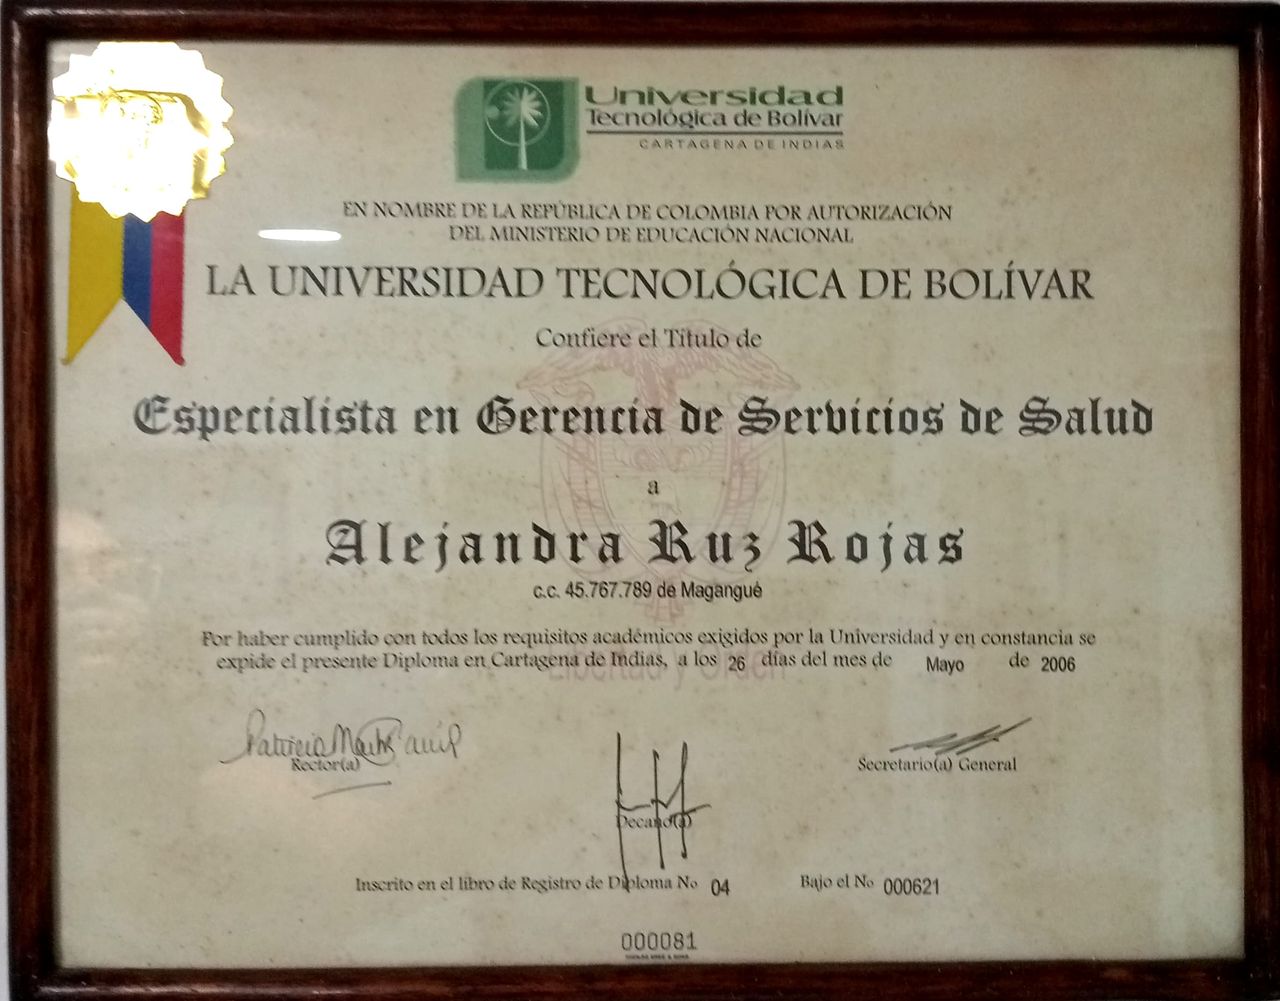 Universidad
Tecnológica de Bolívar
CARTAGENA DE INDIAS
EN NOMBRE DE LA REPÚBLICA DE COLOMBIA POR AUTORIZACIÓN
DEL MINISTERIO DE EDUCACIÓN NACIONAL
LA UNIVERSIDAD TECNOLÓGICA DE BOLÍVAR
Confiere el Título de
Especialista en Gerencia de Servicios de Salud
a
Alejandra Ruz Rojas
c.c. 45.767.789 de Magangué
Por haber cumplido con todos los requisitos académicos exigidos por la Universidad y en constancia se
expide el presente Diploma en Cartagena de Indias, a los 26 días del mes de Mayo de 2006
Libertad y Orden
Rector(a)
Secretario(a) General
Decano(a)
Inscrito en el libro de Registro de Diploma No 04 Bajo el No 000621
000081